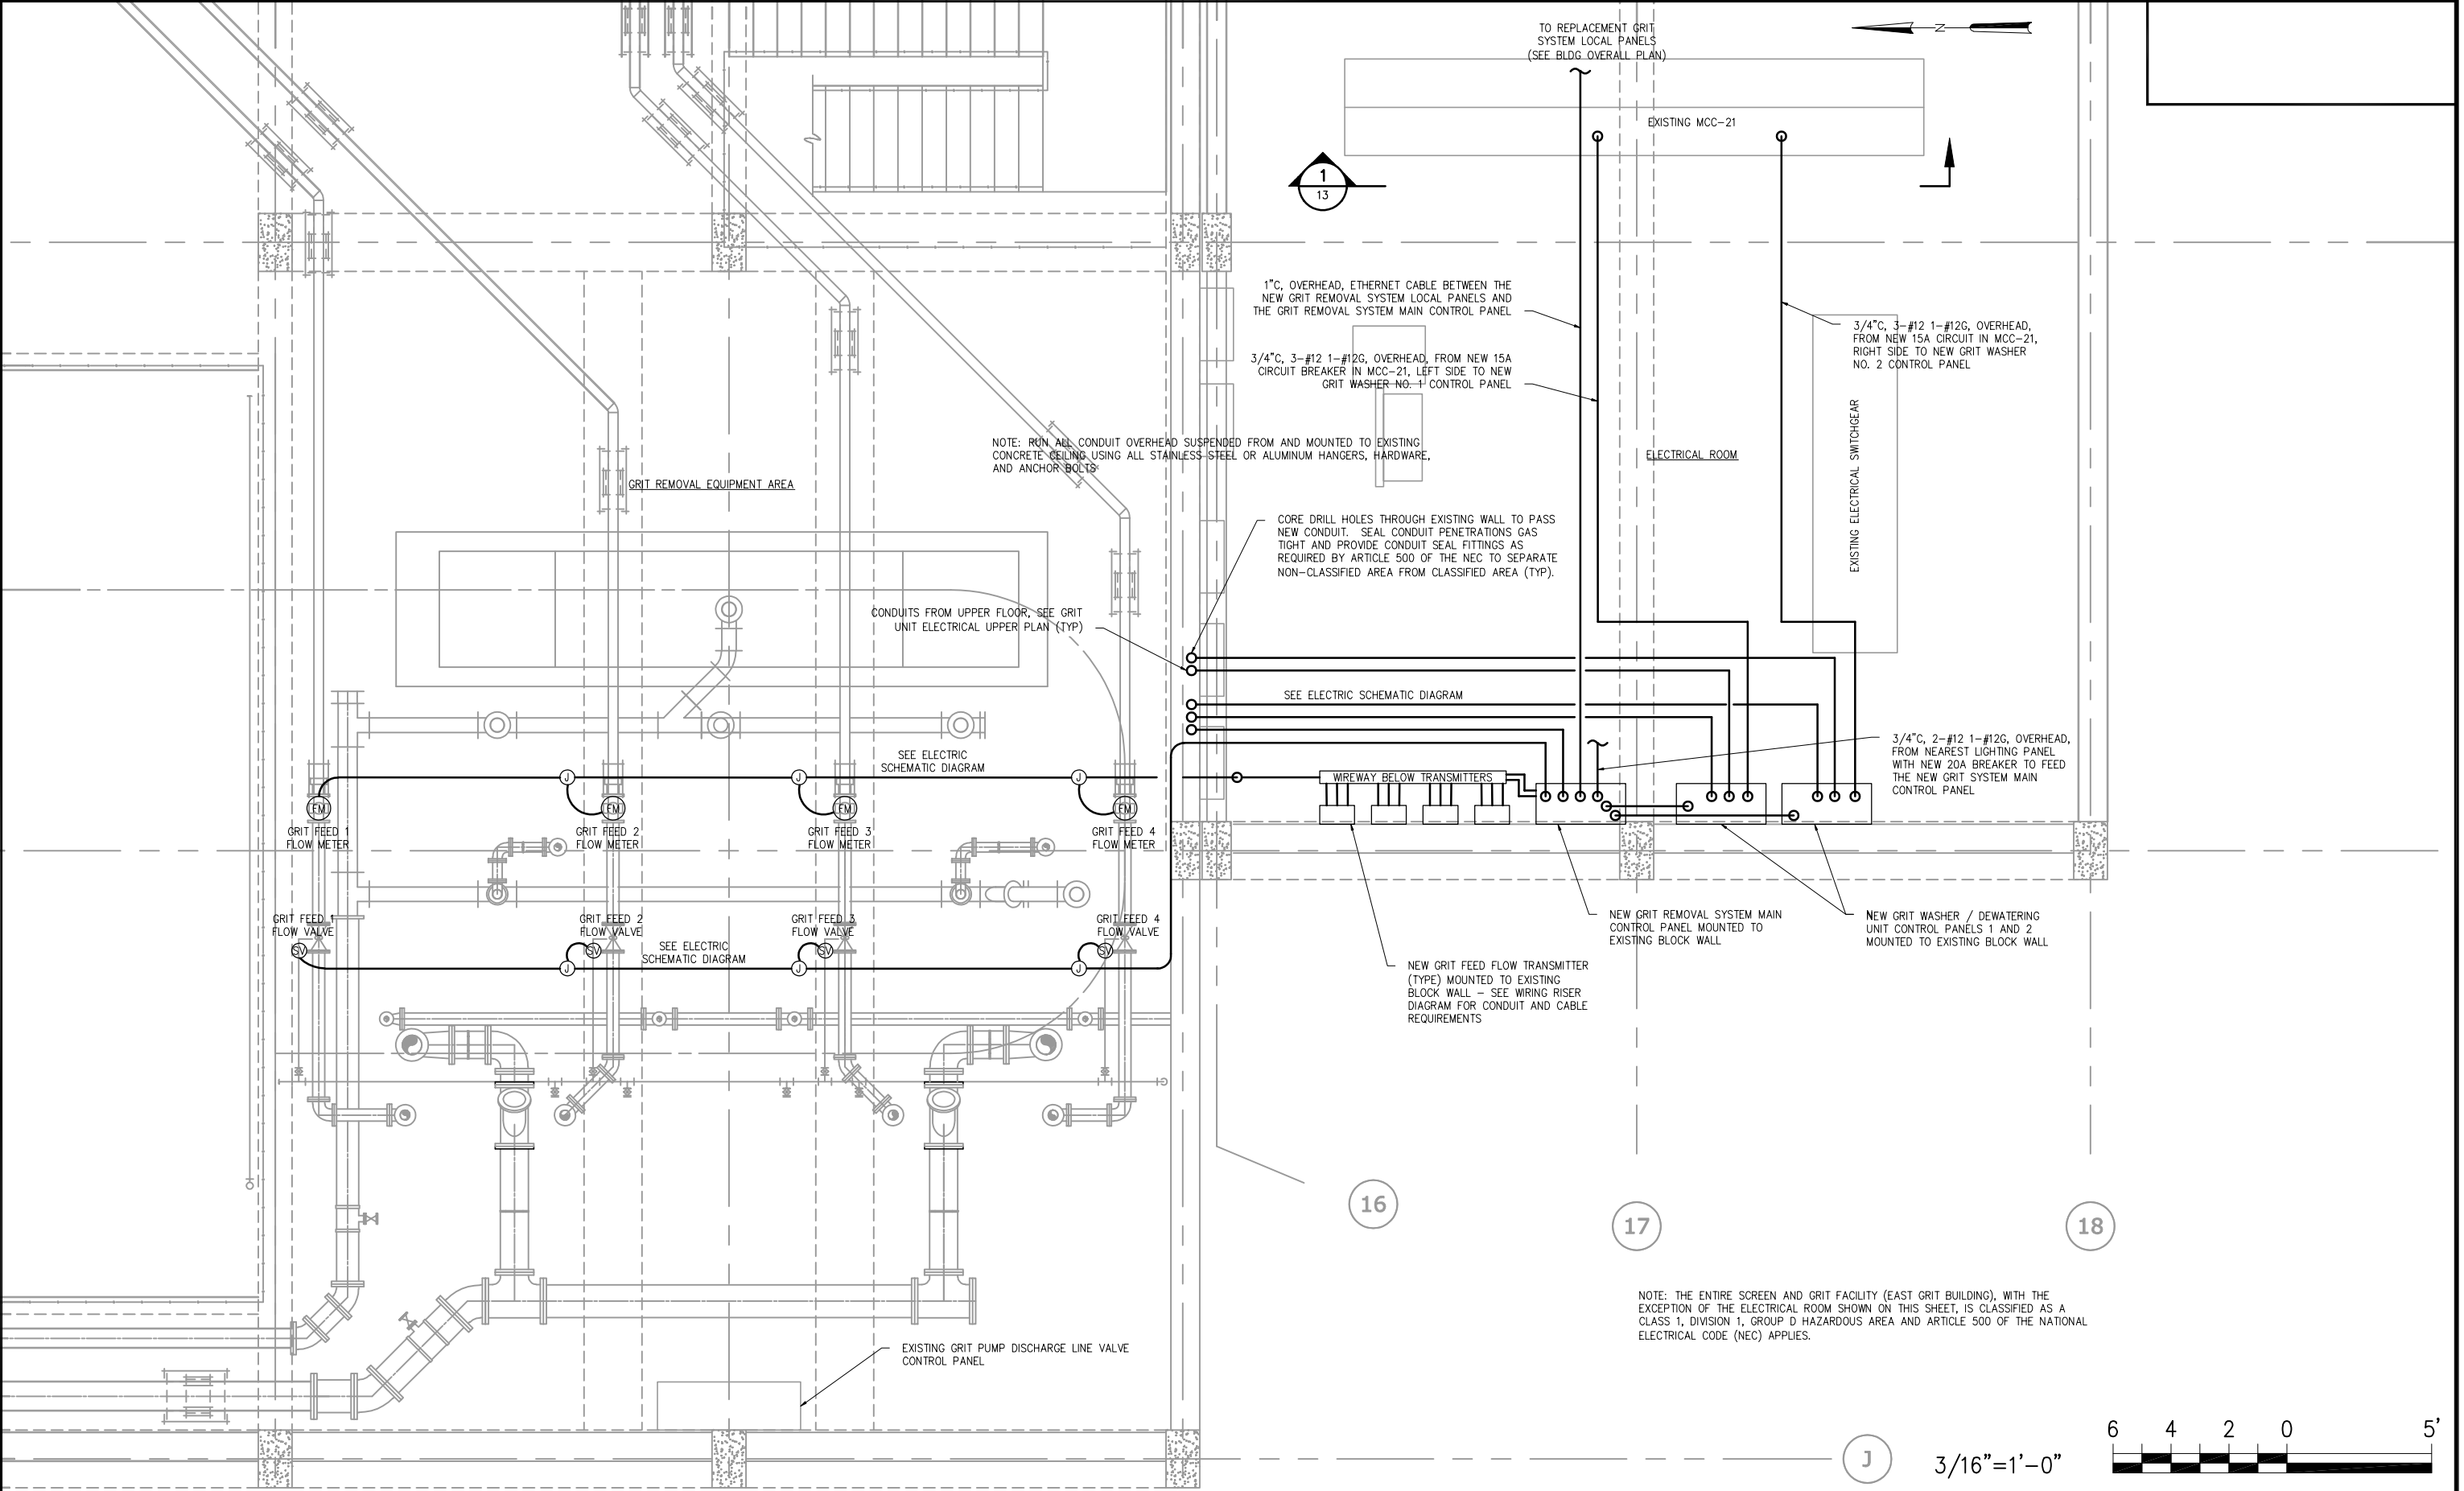 TO REPLACEMENT GRIT
SYSTEM LOCAL PANELS
(SEE BLDG OVERALL PLAN)
N
EXISTING MCC-21
1
13
1"C, OVERHEAD, ETHERNET CABLE BETWEEN THE
NEW GRIT REMOVAL SYSTEM LOCAL PANELS AND
THE GRIT REMOVAL SYSTEM MAIN CONTROL PANEL
3/4"C, 3-#12 1-#12G, OVERHEAD, FROM NEW 15A
CIRCUIT BREAKER IN MCC-21, LEFT SIDE TO NEW
GRIT WASHER NO. 1 CONTROL PANEL
3/4"C, 3-#12 1-#12G, OVERHEAD,
FROM NEW 15A CIRCUIT IN MCC-21,
RIGHT SIDE TO NEW GRIT WASHER
NO. 2 CONTROL PANEL
NOTE: RUN ALL CONDUIT OVERHEAD SUSPENDED FROM AND MOUNTED TO EXISTING
CONCRETE CEILING USING ALL STAINLESS STEEL OR ALUMINUM HANGERS, HARDWARE,
AND ANCHOR BOLTS
GRIT REMOVAL EQUIPMENT AREA
ELECTRICAL ROOM
EXISTING ELECTRICAL SWITCHGEAR
CORE DRILL HOLES THROUGH EXISTING WALL TO PASS
NEW CONDUIT. SEAL CONDUIT PENETRATIONS GAS
TIGHT AND PROVIDE CONDUIT SEAL FITTINGS AS
REQUIRED BY ARTICLE 500 OF THE NEC TO SEPARATE
NON-CLASSIFIED AREA FROM CLASSIFIED AREA (TYP).
CONDUITS FROM UPPER FLOOR, SEE GRIT
UNIT ELECTRICAL UPPER PLAN (TYP)
SEE ELECTRIC SCHEMATIC DIAGRAM
SEE ELECTRIC
SCHEMATIC DIAGRAM
3/4"C, 2-#12 1-#12G, OVERHEAD,
FROM NEAREST LIGHTING PANEL
WITH NEW 20A BREAKER TO FEED
THE NEW GRIT SYSTEM MAIN
CONTROL PANEL
J
J
J
WIREWAY BELOW TRANSMITTERS
FM
FM
FM
FM
GRIT FEED 1
FLOW METER
GRIT FEED 2
FLOW METER
GRIT FEED 3
FLOW METER
GRIT FEED 4
FLOW METER
GRIT FEED 1
FLOW VALVE
GRIT FEED 2
FLOW VALVE
GRIT FEED 3
FLOW VALVE
GRIT FEED 4
FLOW VALVE
SV
SV
SV
SV
SEE ELECTRIC
SCHEMATIC DIAGRAM
J
J
J
NEW GRIT REMOVAL SYSTEM MAIN
CONTROL PANEL MOUNTED TO
EXISTING BLOCK WALL
NEW GRIT WASHER / DEWATERING
UNIT CONTROL PANELS 1 AND 2
MOUNTED TO EXISTING BLOCK WALL
NEW GRIT FEED FLOW TRANSMITTER
(TYPE) MOUNTED TO EXISTING
BLOCK WALL - SEE WIRING RISER
DIAGRAM FOR CONDUIT AND CABLE
REQUIREMENTS
16
17
18
NOTE: THE ENTIRE SCREEN AND GRIT FACILITY (EAST GRIT BUILDING), WITH THE
EXCEPTION OF THE ELECTRICAL ROOM SHOWN ON THIS SHEET, IS CLASSIFIED AS A
CLASS 1, DIVISION 1, GROUP D HAZARDOUS AREA AND ARTICLE 500 OF THE NATIONAL
ELECTRICAL CODE (NEC) APPLIES.
EXISTING GRIT PUMP DISCHARGE LINE VALVE
CONTROL PANEL
J
3/16"=1'-0"
6 4 2 0 5'